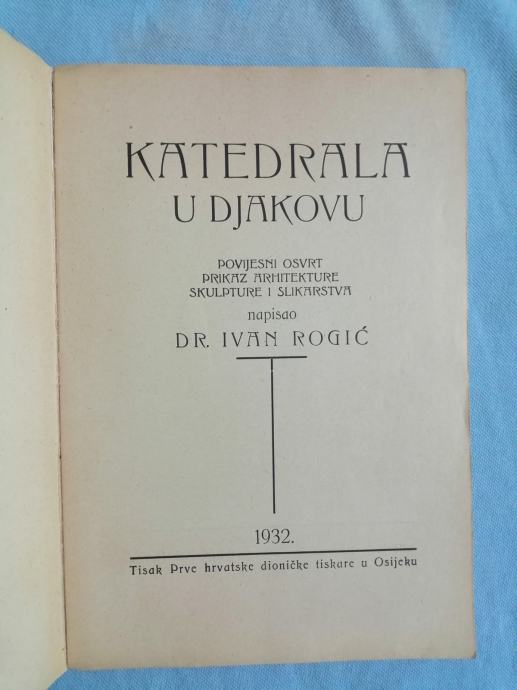 KATEDRALA
U DJAKOVU
POVIJESNI OSVRT
PRIKAZ ARHITEKTURE
SKULPTURE I SLIKARSTVA
napisao
DR. IVAN ROGIĆ
1932.
Tisak Prve hrvatske dioničke tiskare u Osijeku